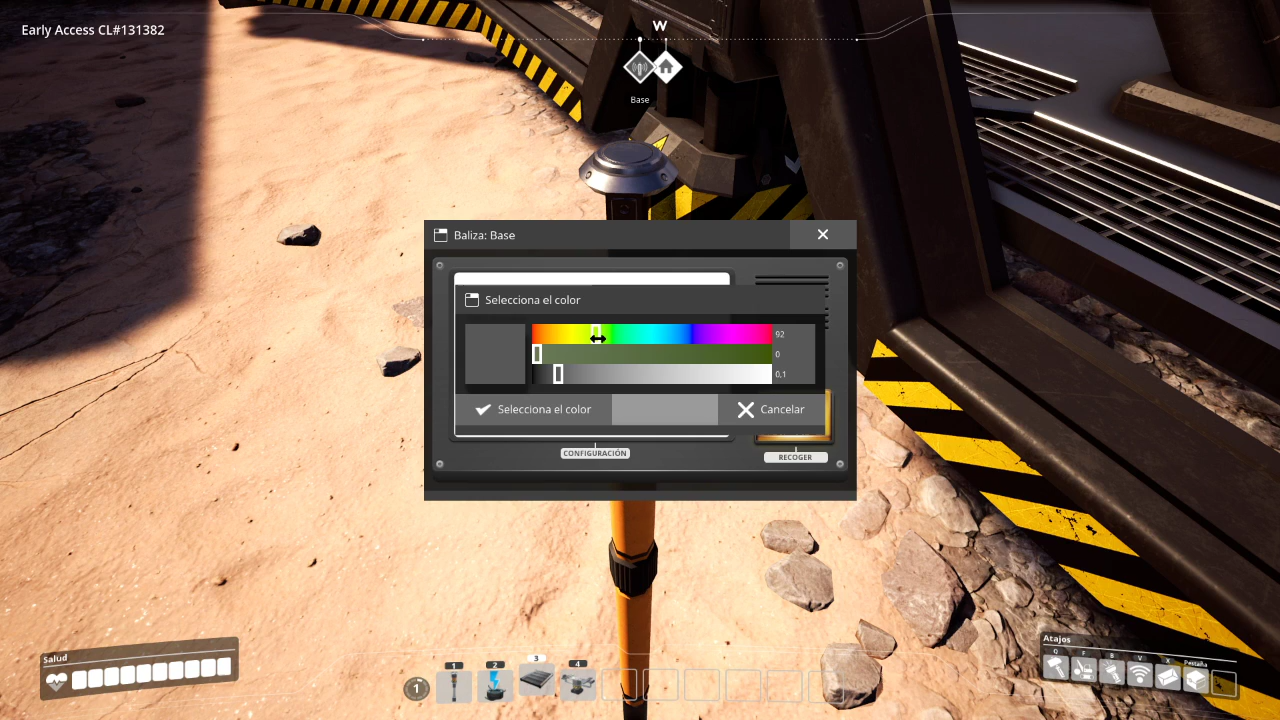 Early Access CL#131382
W
Base
Baliza: Base
Selecciona el color
92
0
0,1
Selecciona el color
Cancelar
CONFIGURACIÓN
RECOGER
Salud
1
1
2
3
4
Atajos
Q
F
B
V
X
Pestaña